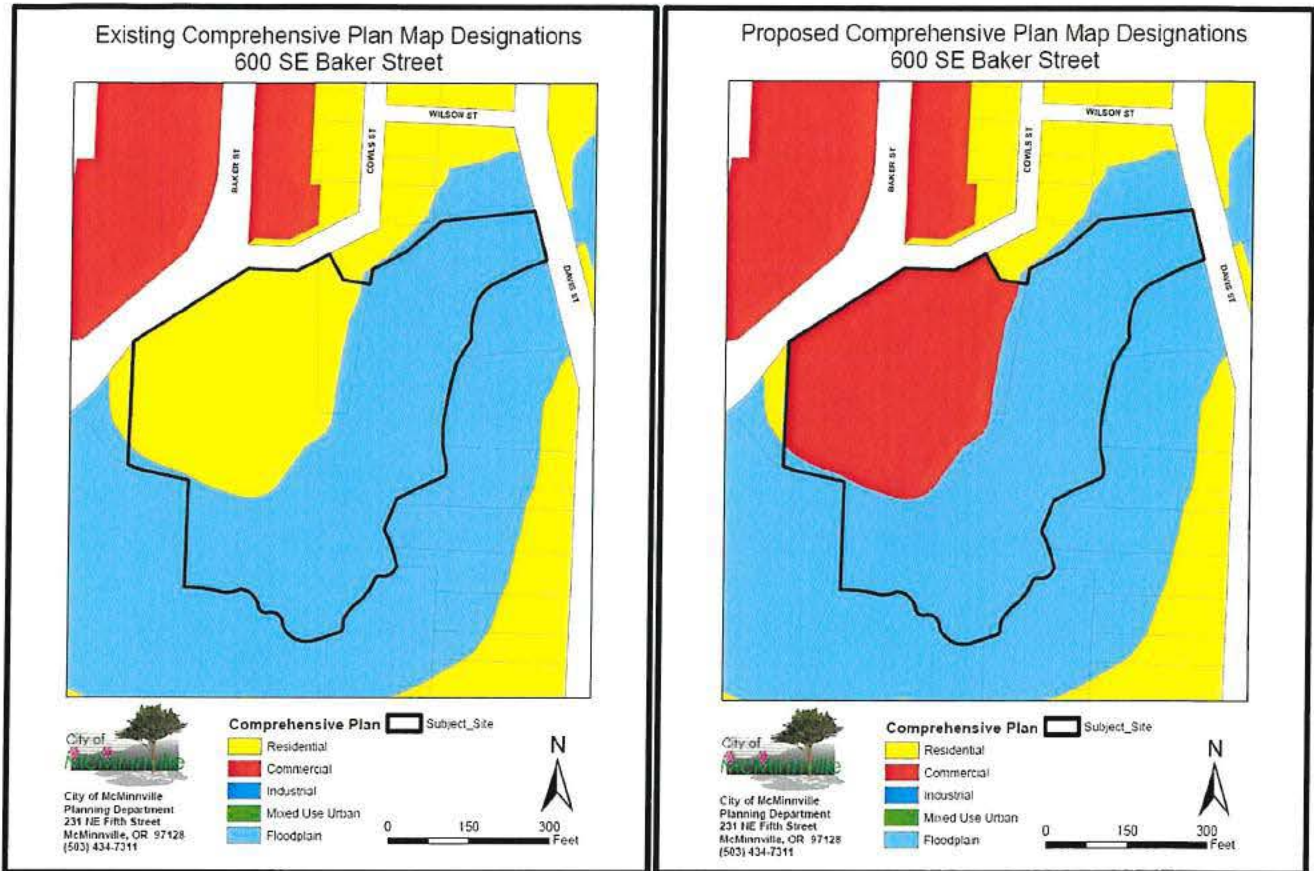 Existing Comprehensive Plan Map Designations
600 SE Baker Street
WILSON ST
BAKER ST
COWLS ST
DAVIS ST
City of
McMinnville
City of McMinnville
Planning Department
231 NE Fifth Street
McMinnville, OR 97128
(503) 434-7311
Comprehensive Plan
Subject_Site
Residential
Commercial
Industrial
Mixed Use Urban
Floodplain
N
0 150 300
Feet
Proposed Comprehensive Plan Map Designations
600 SE Baker Street
WILSON ST
BAKER ST
COWLS ST
DAVIS ST
City of
McMinnville
City of McMinnville
Planning Department
231 NE Fifth Street
McMinnville, OR 97128
(503) 434-7311
Comprehensive Plan
Subject_Site
Residential
Commercial
Industrial
Mixed Use Urban
Floodplain
N
0 150 300
Feet